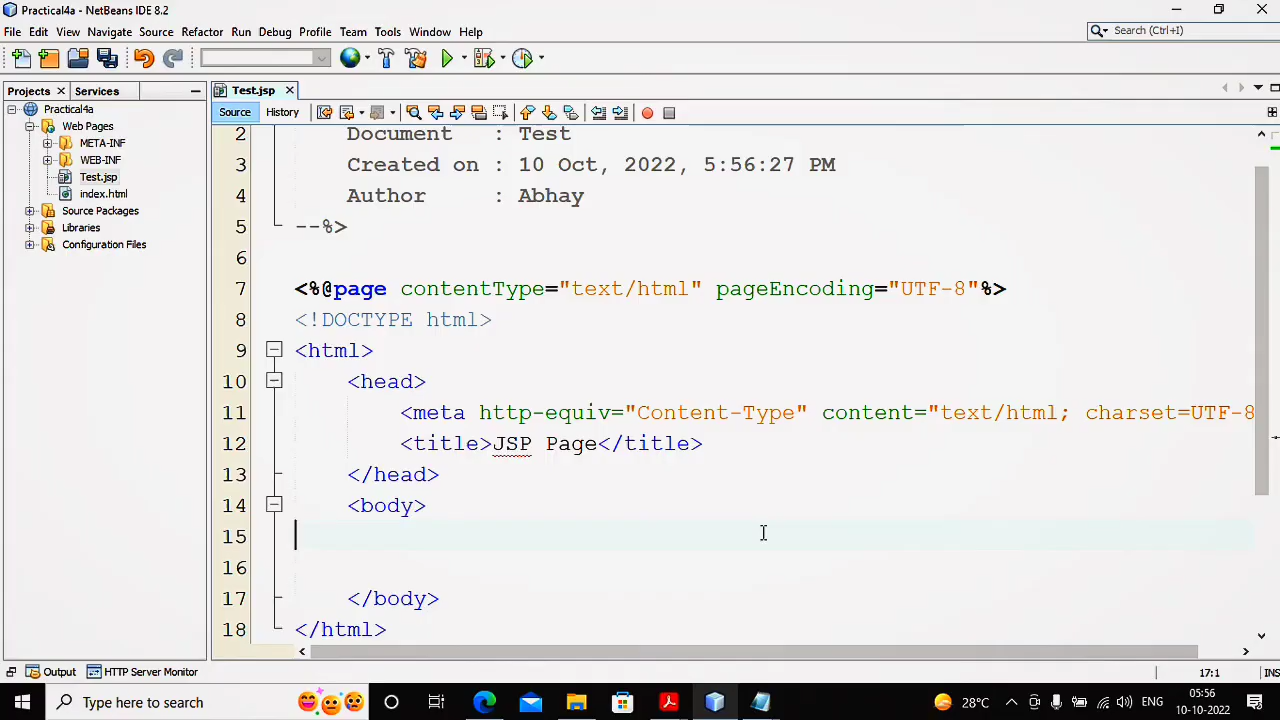 Practical4a - NetBeans IDE 8.2
File Edit View Navigate Source Refactor Run Debug Profile Team Tools Window Help
Search (Ctrl+I)
Projects Services
Test.jsp
Practical4a
Web Pages
META-INF
WEB-INF
Test.jsp
index.html
Source Packages
Libraries
Configuration Files
Source History
2 Document : Test
3 Created on : 10 Oct, 2022, 5:56:27 PM
4 Author : Abhay
5 --%>
6
7 <%@page contentType="text/html" pageEncoding="UTF-8"%>
8 <!DOCTYPE html>
9 <html>
10 <head>
11 <meta http-equiv="Content-Type" content="text/html; charset=UTF-8
12 <title>JSP Page</title>
13 </head>
14 <body>
15
16
17 </body>
18 </html>
Output HTTP Server Monitor
17:1 INS
Type here to search
28°C
ENG
05:56
10-10-2022